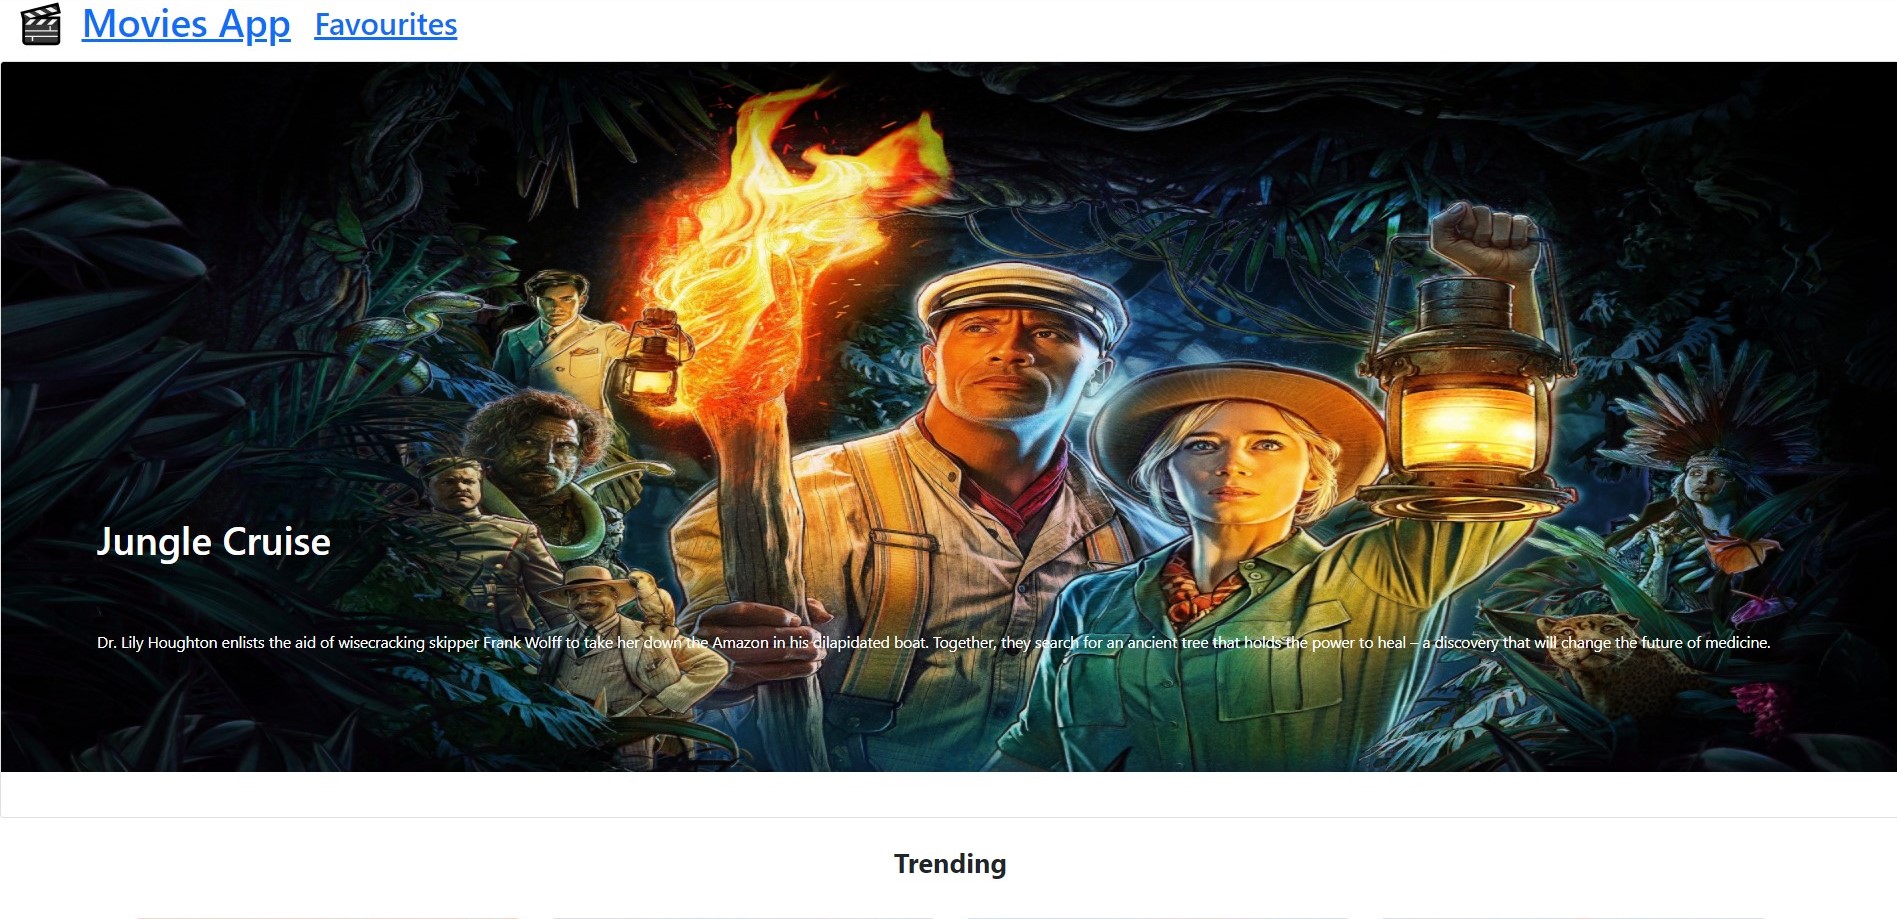 Movies App Favourites
Jungle Cruise
Dr. Lily Houghton enlists the aid of wisecracking skipper Frank Wolff to take her down the Amazon in his dilapidated boat. Together, they search for an ancient tree that holds the power to heal – a discovery that will change the future of medicine.
Trending